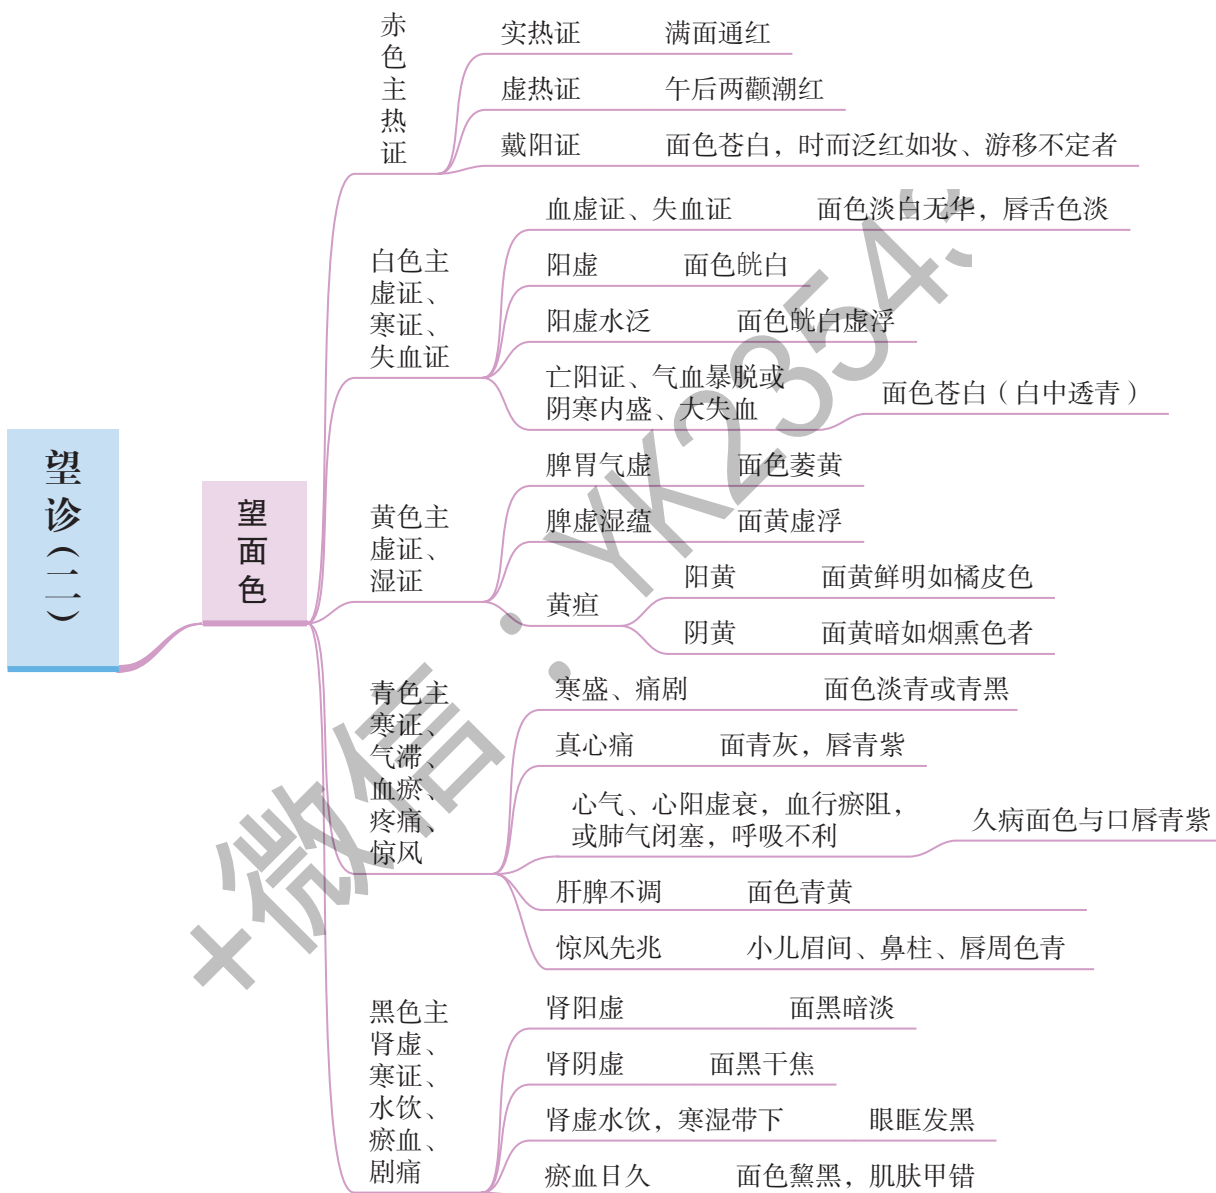 望诊（二）
望面色
赤色主热证
实热证 满面通红
虚热证 午后两颧潮红
戴阳证 面色苍白，时而泛红如妆、游移不定者
白色主
虚证、
寒证、
失血证
血虚证、失血证 面色淡白无华，唇舌色淡
阳虚 面色㿠白
阳虚水泛 面色㿠白虚浮
亡阳证、气血暴脱或
阴寒内盛、大失血
面色苍白（白中透青）
黄色主
虚证、
湿证
脾胃气虚 面色萎黄
脾虚湿蕴 面黄虚浮
黄疸
阳黄 面黄鲜明如橘皮色
阴黄 面黄暗如烟熏色者
青色主
寒证、
气滞、
血瘀、
疼痛、
惊风
寒盛、痛剧 面色淡青或青黑
真心痛 面青灰，唇青紫
心气、心阳虚衰，血行瘀阻，
或肺气闭塞，呼吸不利
久病面色与口唇青紫
肝脾不调 面色青黄
惊风先兆 小儿眉间、鼻柱、唇周色青
黑色主
肾虚、
寒证、
水饮、
瘀血、
剧痛
肾阳虚 面黑暗淡
肾阴虚 面黑干焦
肾虚水饮，寒湿带下 眼眶发黑
瘀血日久 面色黧黑，肌肤甲错
+微信：YK2354